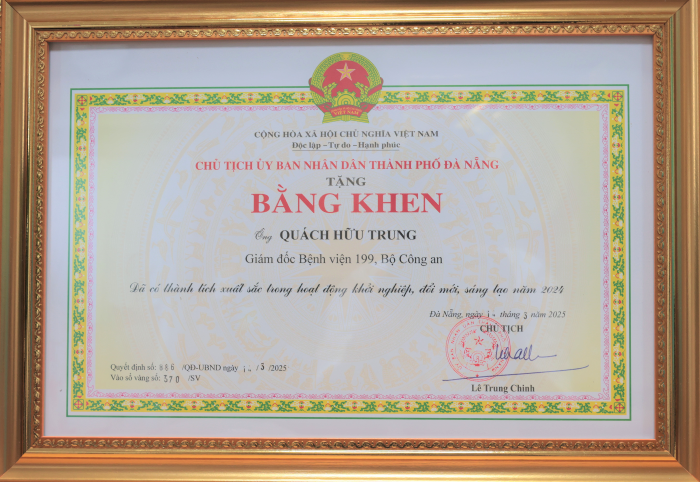 VIỆT NAM
CỘNG HÒA XÃ HỘI CHỦ NGHĨA VIỆT NAM
Độc lập - Tự do - Hạnh phúc
CHỦ TỊCH ỦY BAN NHÂN DÂN THÀNH PHỐ ĐÀ NẴNG
TẶNG
BẰNG KHEN
Ông QUÁCH HỮU TRUNG
Giám đốc Bệnh viện 199, Bộ Công an
Đã có thành tích xuất sắc trong hoạt động khởi nghiệp, đổi mới, sáng tạo năm 2024
Đà Nẵng, ngày tháng 3 năm 2025
CHỦ TỊCH
Quyết định số: /QĐ-UBND ngày /3 /2025
Vào sổ vàng số: 370 /SV
Lê Trung Chinh